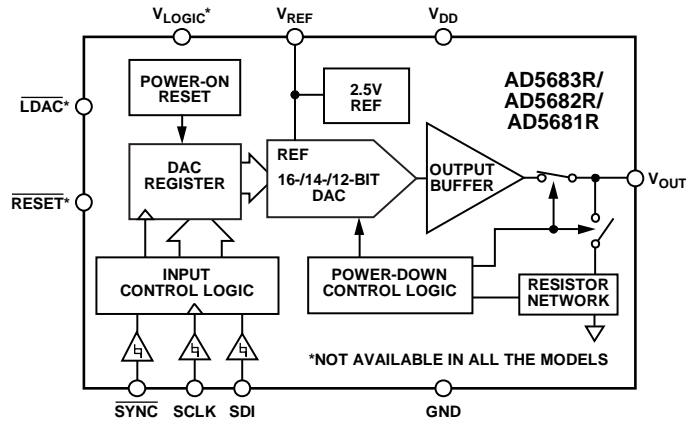 VLOGIC*
VREF
VDD
POWER-ON
RESET
2.5V
REF
AD5683R/
AD5682R/
AD5681R
LDAC*
DAC
REGISTER
REF
16-/14-/12-BIT
DAC
OUTPUT
BUFFER
VOUT
RESET*
INPUT
CONTROL LOGIC
POWER-DOWN
CONTROL LOGIC
RESISTOR
NETWORK
*NOT AVAILABLE IN ALL THE MODELS
SYNC
SCLK
SDI
GND